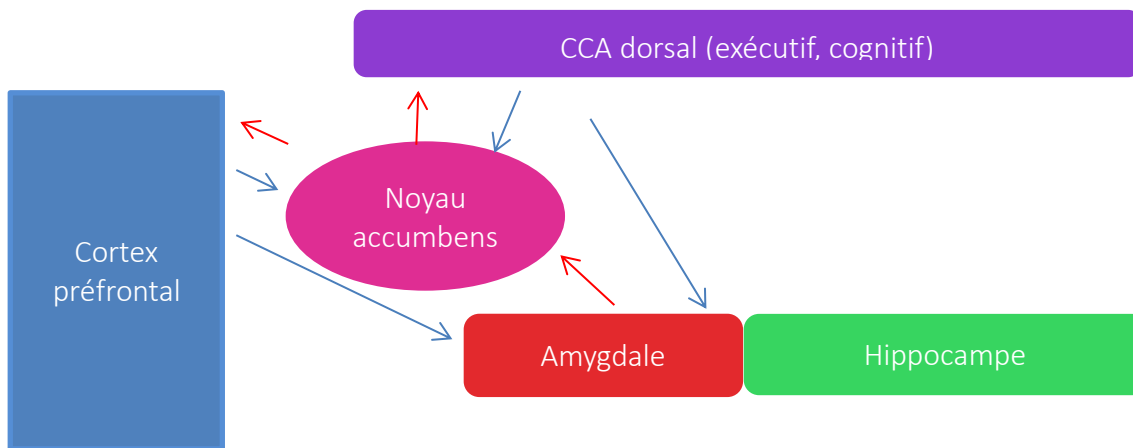 CCA dorsal (exécutif, cognitif)
Noyau
accumbens
Cortex
préfrontal
Amygdale
Hippocampe